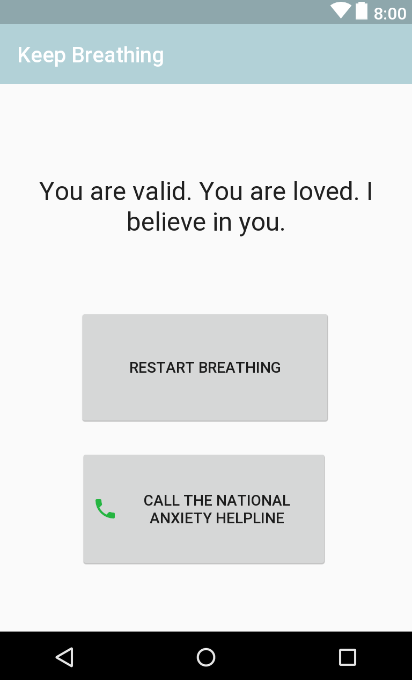 8:00
Keep Breathing
You are valid. You are loved. I
believe in you.
RESTART BREATHING
CALL THE NATIONAL
ANXIETY HELPLINE